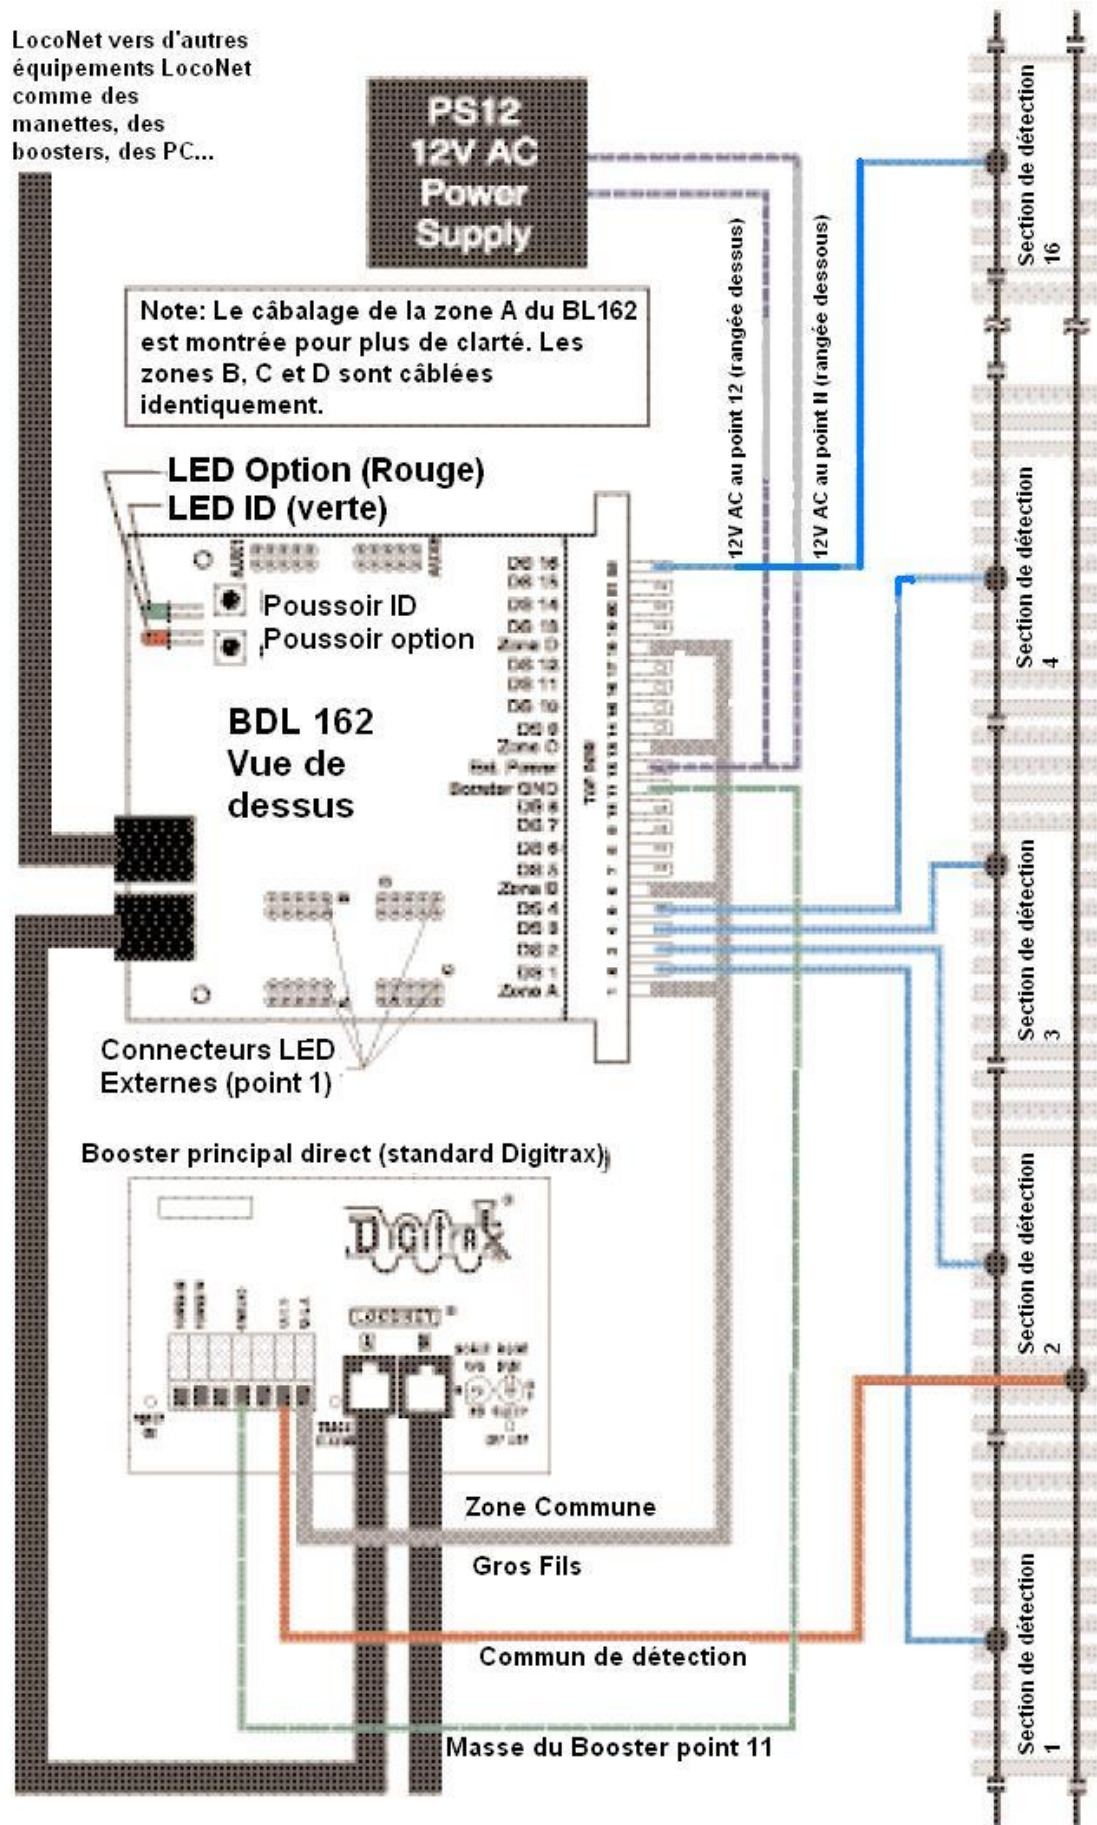 LocoNet vers d'autres
équipements LocoNet
comme des
manettes, des
boosters, des PC...
PS12
12V AC
Power
Supply
Note: Le câbalage de la zone A du BL162
est montrée pour plus de clarté. Les
zones B, C et D sont câblées
identiquement.
12V AC au point 12 (rangée dessus)
12V AC au point N (rangée dessous)
LED Option (Rouge)
LED ID (verte)
Poussoir ID
Poussoir option
BDL 162
Vue de
dessus
DS 16
DS 15
DS 14
DS 13
Zone D
DS 12
DS 11
DS 10
DS 9
Zone C
Ext. Power
Booster GND
DS 8
DS 7
DS 6
DS 5
Zone B
DS 4
DS 3
DS 2
DS 1
Zone A
Connecteurs LED
Externes (point 1)
Booster principal direct (standard Digitrax)
DIGITRAX
LOCONET
A
B
Zone Commune
Gros Fils
Commun de détection
Masse du Booster point 11
Section de détection
16
Section de détection
4
Section de détection
3
Section de détection
2
Section de détection
1